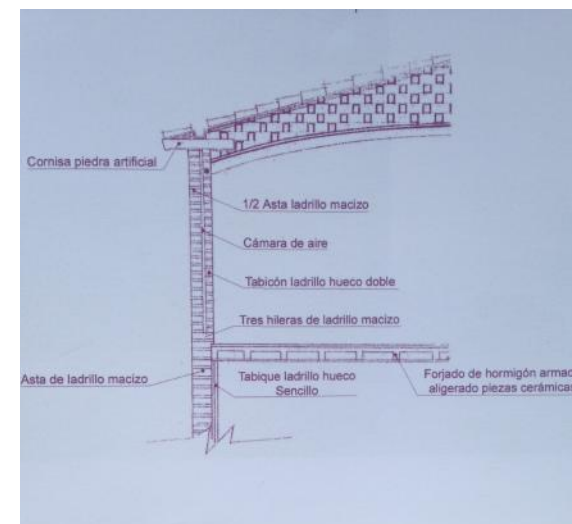 Cornisa piedra artificial
1/2 Asta ladrillo macizo
Cámara de aire
Tabicón ladrillo hueco doble
Tres hileras de ladrillo macizo
Asta de ladrillo macizo
Tabique ladrillo hueco
Sencillo
Forjado de hormigón armad
aligerado piezas cerámicas